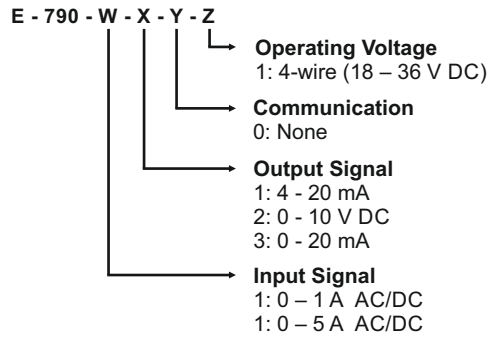 E - 790 - W - X - Y - Z
Operating Voltage
1: 4-wire (18 – 36 V DC)
Communication
0: None
Output Signal
1: 4 - 20 mA
2: 0 - 10 V DC
3: 0 - 20 mA
Input Signal
1: 0 – 1 A AC/DC
1: 0 – 5 A AC/DC